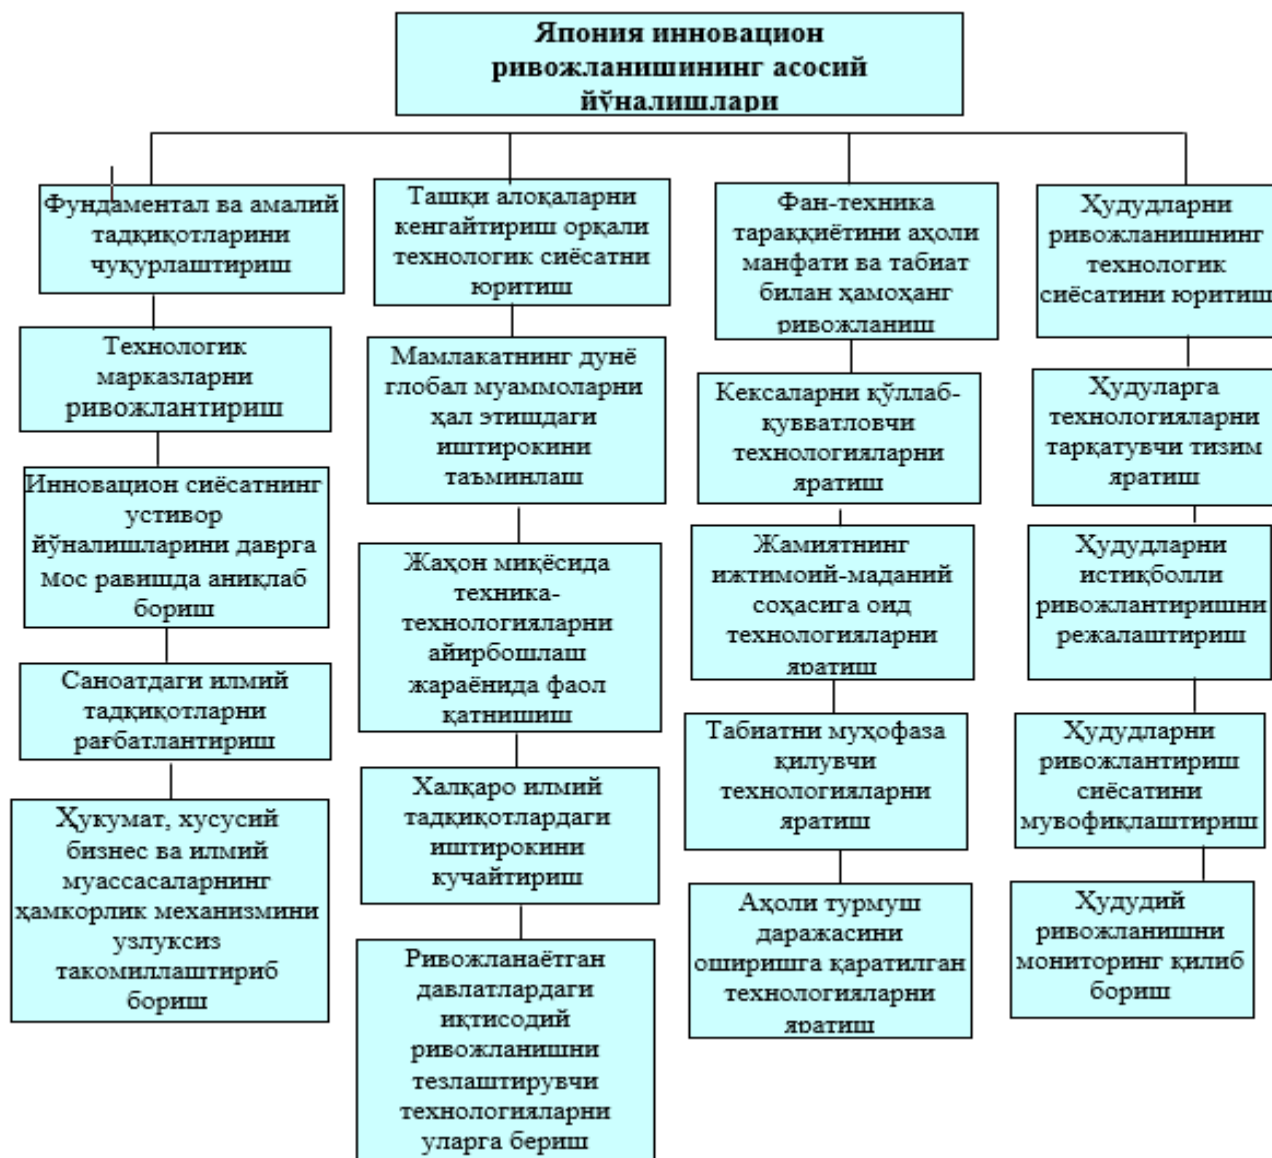 Япония инновацион
ривожланишининг асосий
йўналишлари
Фундаментал ва амалий
тадқиқотларини
чуқурлаштириш
Технологик
марказларни
ривожлантириш
Инновацион сиёсатнинг
устивор
йўналишларини даврга
мос равишда аниқлаб
бориш
Саноатдаги илмий
тадқиқотларни
рағбатлантириш
Ҳукумат, хусусий
бизнес ва илмий
муассасаларнинг
ҳамкорлик механизмини
узлуксиз
такомиллаштириб
бориш
Ташқи алоқаларни
кенгайтириш орқали
технологик сиёсатни
юритиш
Мамлакатнинг дунё
глобал муаммоларни
ҳал этишдаги
иштирокини
таъминлаш
Жаҳон миқёсида
техника-
технологияларни
айирбошлаш
жараёнида фаол
қатнишиш
Халқаро илмий
тадқиқотлардаги
иштирокини
кучайтириш
Ривожланаётган
давлатлардаги
иқтисодий
ривожланишни
тезлаштирувчи
технологияларни
уларга бериш
Фан-техника
тараққиётини аҳоли
манфати ва табиат
билан ҳамоҳанг
ривожланиш
Кексаларни қўллаб-
қувватловчи
технологияларни
яратиш
Жамиятнинг
ижтимоий-маданий
соҳасига оид
технологияларни
яратиш
Табиатни муҳофаза
қилувчи
технологияларни
яратиш
Аҳоли турмуш
даражасини
оширишга қаратилган
технологияларни
яратиш
Ҳудудларни
ривожланишнинг
технологик
сиёсатини юритиш
Ҳудуларга
технологияларни
тарқатувчи тизим
яратиш
Ҳудудларни
истиқболли
ривожлантиришни
режалаштириш
Ҳудудларни
ривожлантириш
сиёсатини
мувофиқлаштириш
Ҳудудий
ривожланишни
мониторинг қилиб
бориш